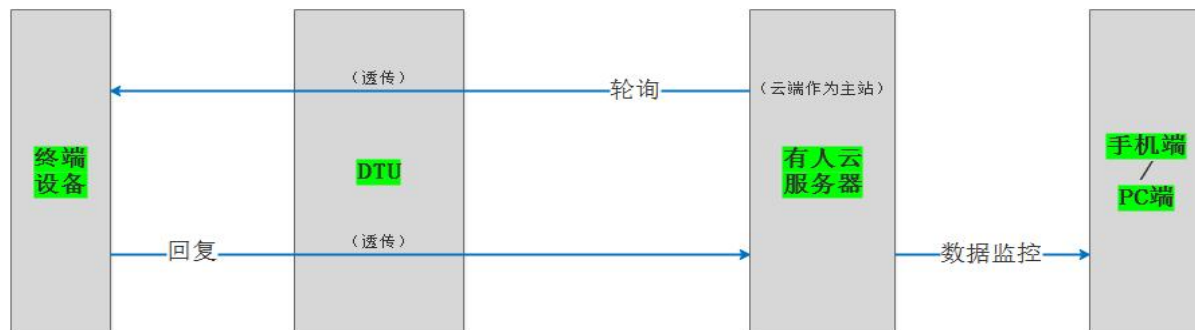 （透传）
轮询
（云端作为主站）
终端
设备
DTU
有人云
服务器
手机端
/
PC端
回复
（透传）
数据监控